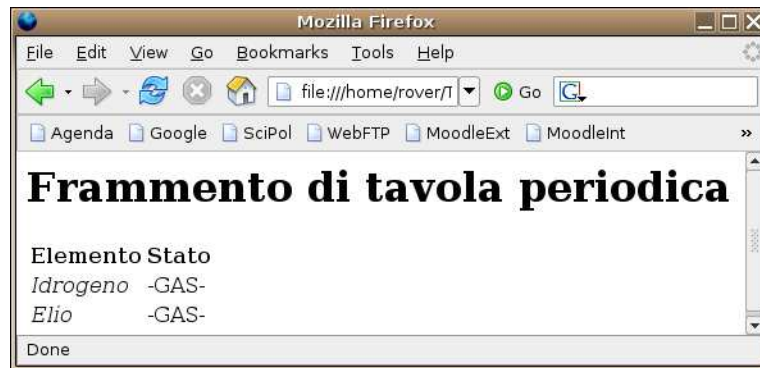 Mozilla Firefox
File Edit View Go Bookmarks Tools Help
file:///home/rover/T Go G
Agenda Google SciPol WebFTP MoodleExt MoodleInt »
Frammento di tavola periodica
Elemento Stato
Idrogeno -GAS-
Elio -GAS-
Done